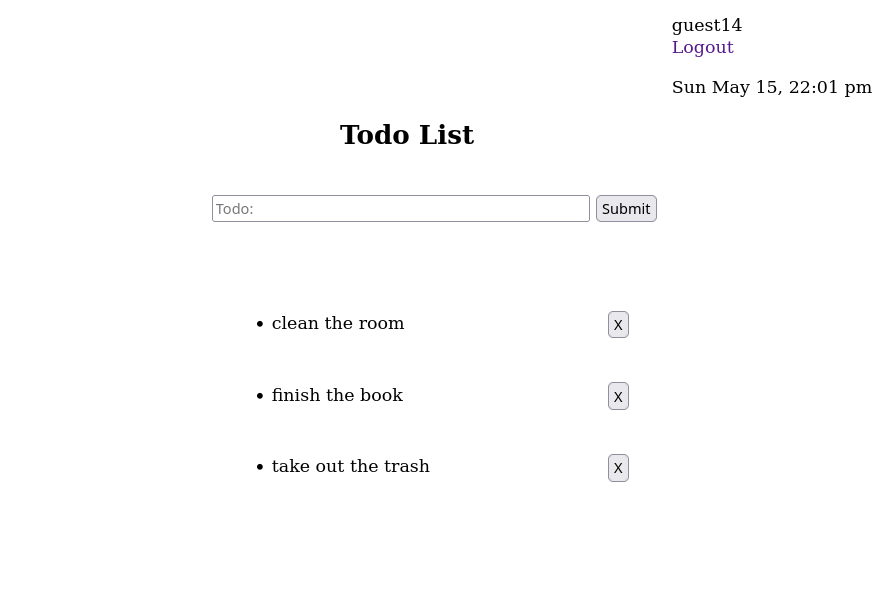 guest14
Logout
Sun May 15, 22:01 pm
Todo List
Todo: Submit
• clean the room X
• finish the book X
• take out the trash X